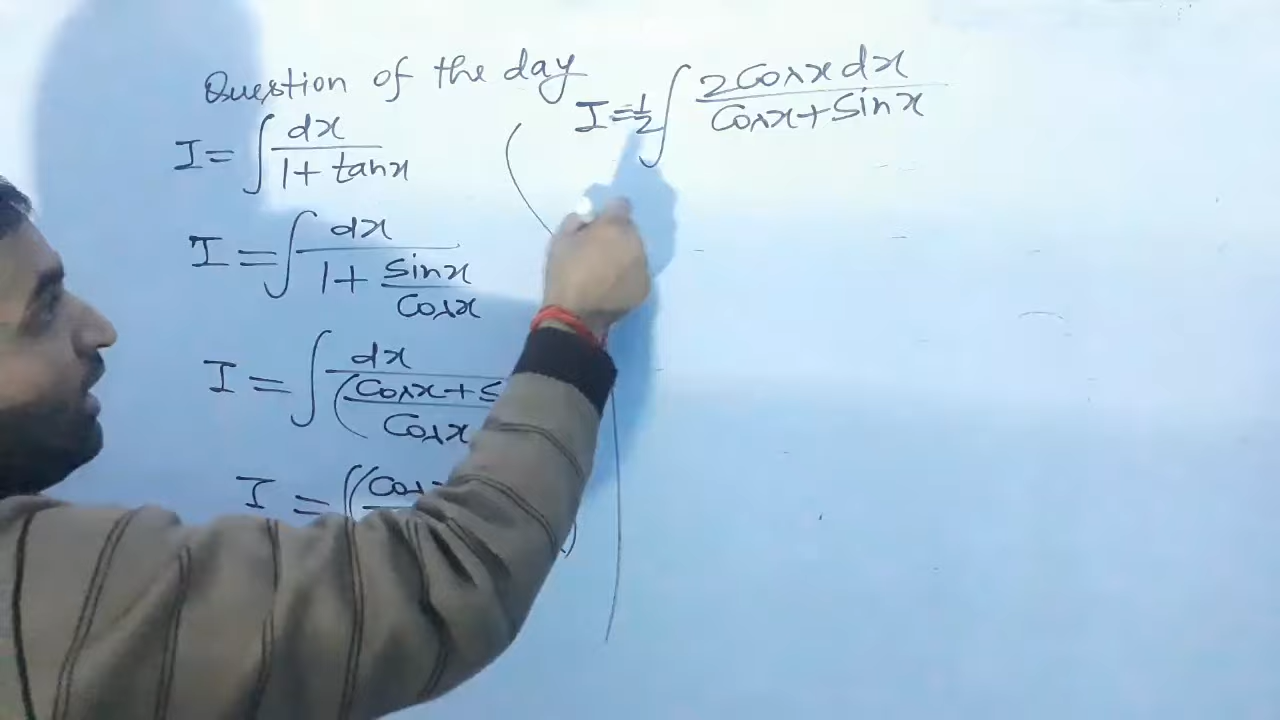 Question of the day
I = ∫ dx / 1 + tanx
I = ∫ dx / 1 + sinx / cosx
I = ∫ dx / (cosx + s / cosx
I = ∫ (cos
I = 1/2 ∫ 2cosx dx / cosx + sinx